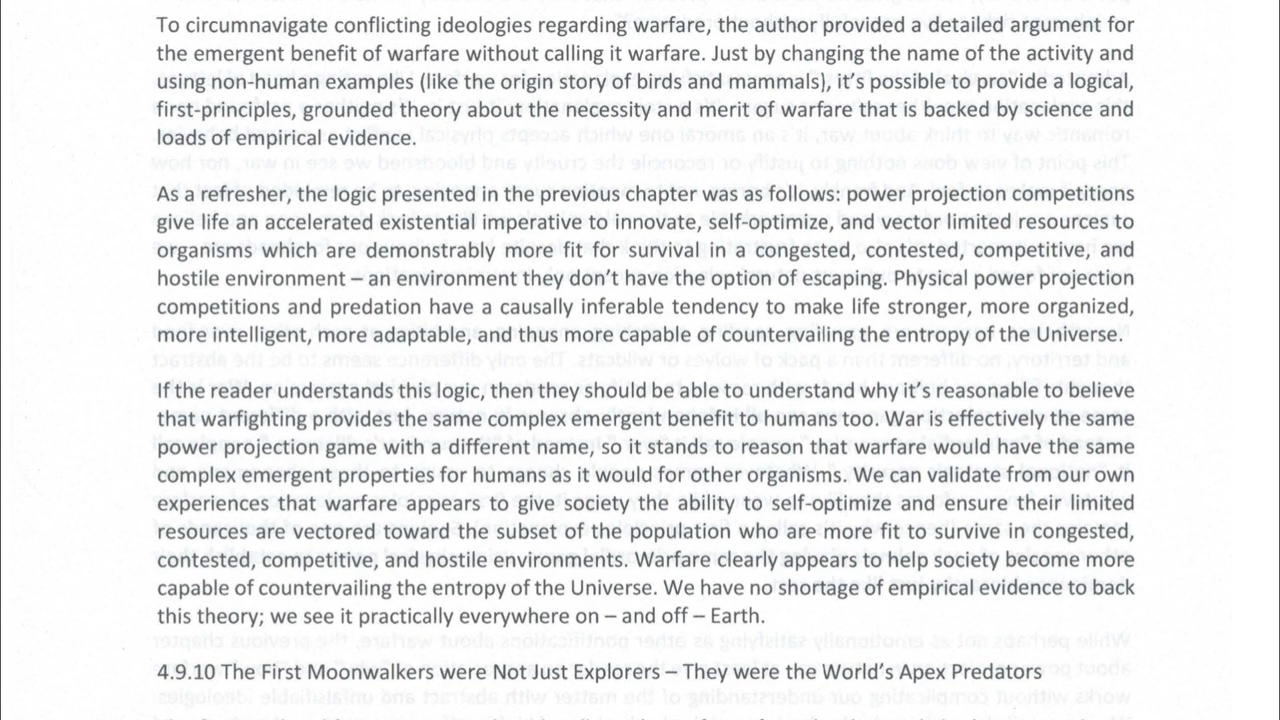 To circumnavigate conflicting ideologies regarding warfare, the author provided a detailed argument for
the emergent benefit of warfare without calling it warfare. Just by changing the name of the activity and
using non-human examples (like the origin story of birds and mammals), it's possible to provide a logical,
first-principles, grounded theory about the necessity and merit of warfare that is backed by science and
loads of empirical evidence.
As a refresher, the logic presented in the previous chapter was as follows: power projection competitions
give life an accelerated existential imperative to innovate, self-optimize, and vector limited resources to
organisms which are demonstrably more fit for survival in a congested, contested, competitive, and
hostile environment – an environment they don't have the option of escaping. Physical power projection
competitions and predation have a causally inferable tendency to make life stronger, more organized,
more intelligent, more adaptable, and thus more capable of countervailing the entropy of the Universe.
If the reader understands this logic, then they should be able to understand why it's reasonable to believe
that warfighting provides the same complex emergent benefit to humans too. War is effectively the same
power projection game with a different name, so it stands to reason that warfare would have the same
complex emergent properties for humans as it would for other organisms. We can validate from our own
experiences that warfare appears to give society the ability to self-optimize and ensure their limited
resources are vectored toward the subset of the population who are more fit to survive in congested,
contested, competitive, and hostile environments. Warfare clearly appears to help society become more
capable of countervailing the entropy of the Universe. We have no shortage of empirical evidence to back
this theory; we see it practically everywhere on – and off – Earth.
4.9.10 The First Moonwalkers were Not Just Explorers – They were the World's Apex Predators